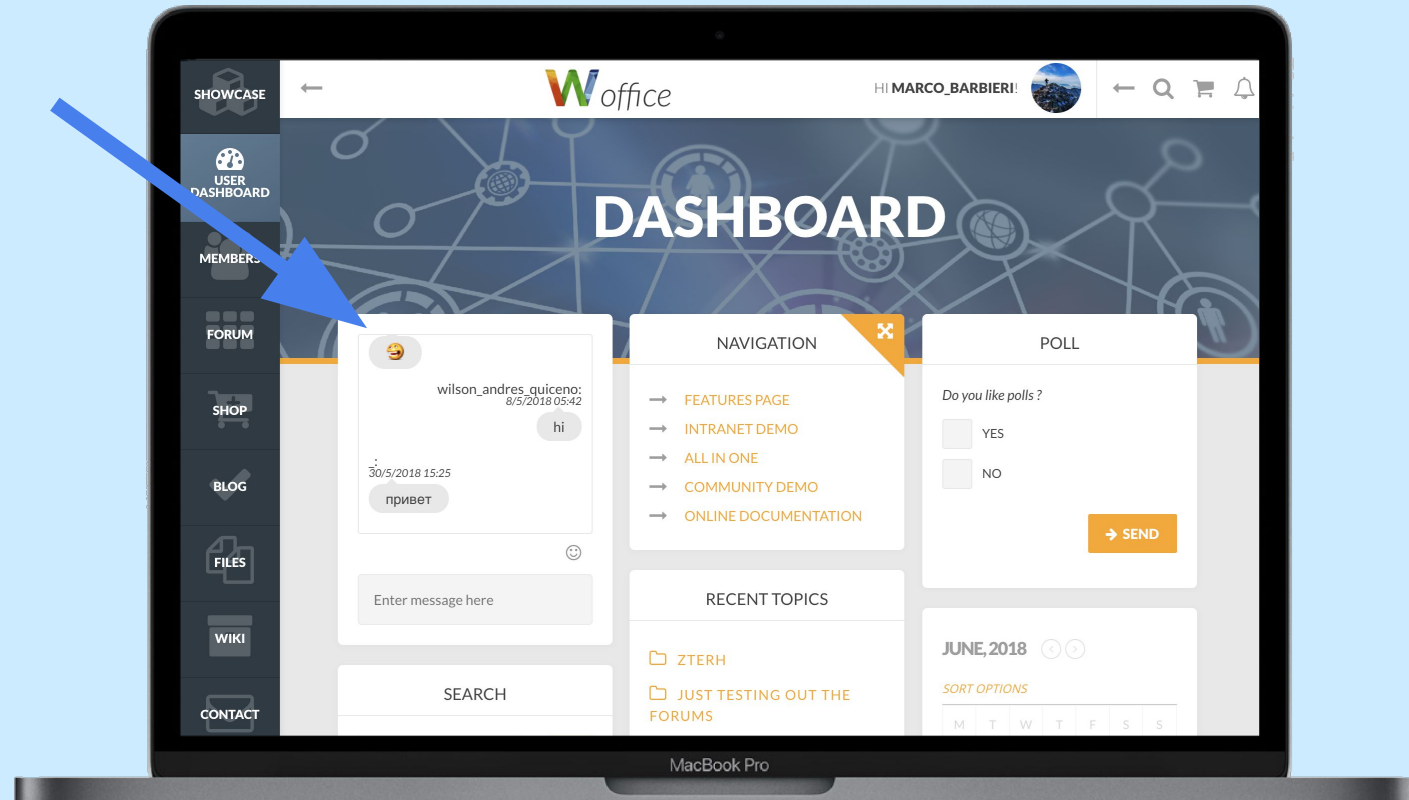 SHOWCASE
USER
DASHBOARD
MEMBERS
FORUM
SHOP
BLOG
FILES
WIKI
CONTACT
Woffice
HI MARCO_BARBIERI!
DASHBOARD
wilson_andres_quiceno:
8/5/2018 05:42
hi
_:
30/5/2018 15:25
привет
Enter message here
SEARCH
NAVIGATION
FEATURES PAGE
INTRANET DEMO
ALL IN ONE
COMMUNITY DEMO
ONLINE DOCUMENTATION
RECENT TOPICS
ZTERH
JUST TESTING OUT THE
FORUMS
POLL
Do you like polls ?
YES
NO
SEND
JUNE, 2018
SORT OPTIONS
M T W T F S S
MacBook Pro